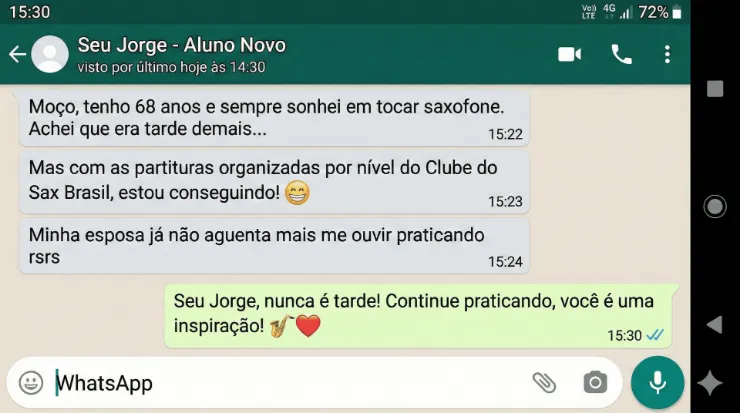 15:30
Vo)) LTE 4G 72%
Seu Jorge - Aluno Novo
visto por último hoje às 14:30
Moço, tenho 68 anos e sempre sonhei em tocar saxofone.
Achei que era tarde demais...
15:22
Mas com as partituras organizadas por nível do Clube do
Sax Brasil, estou conseguindo! 😁
15:23
Minha esposa já não aguenta mais me ouvir praticando
rsrs
15:24
Seu Jorge, nunca é tarde! Continue praticando, você é uma
inspiração! 🎷❤️
15:30
WhatsApp